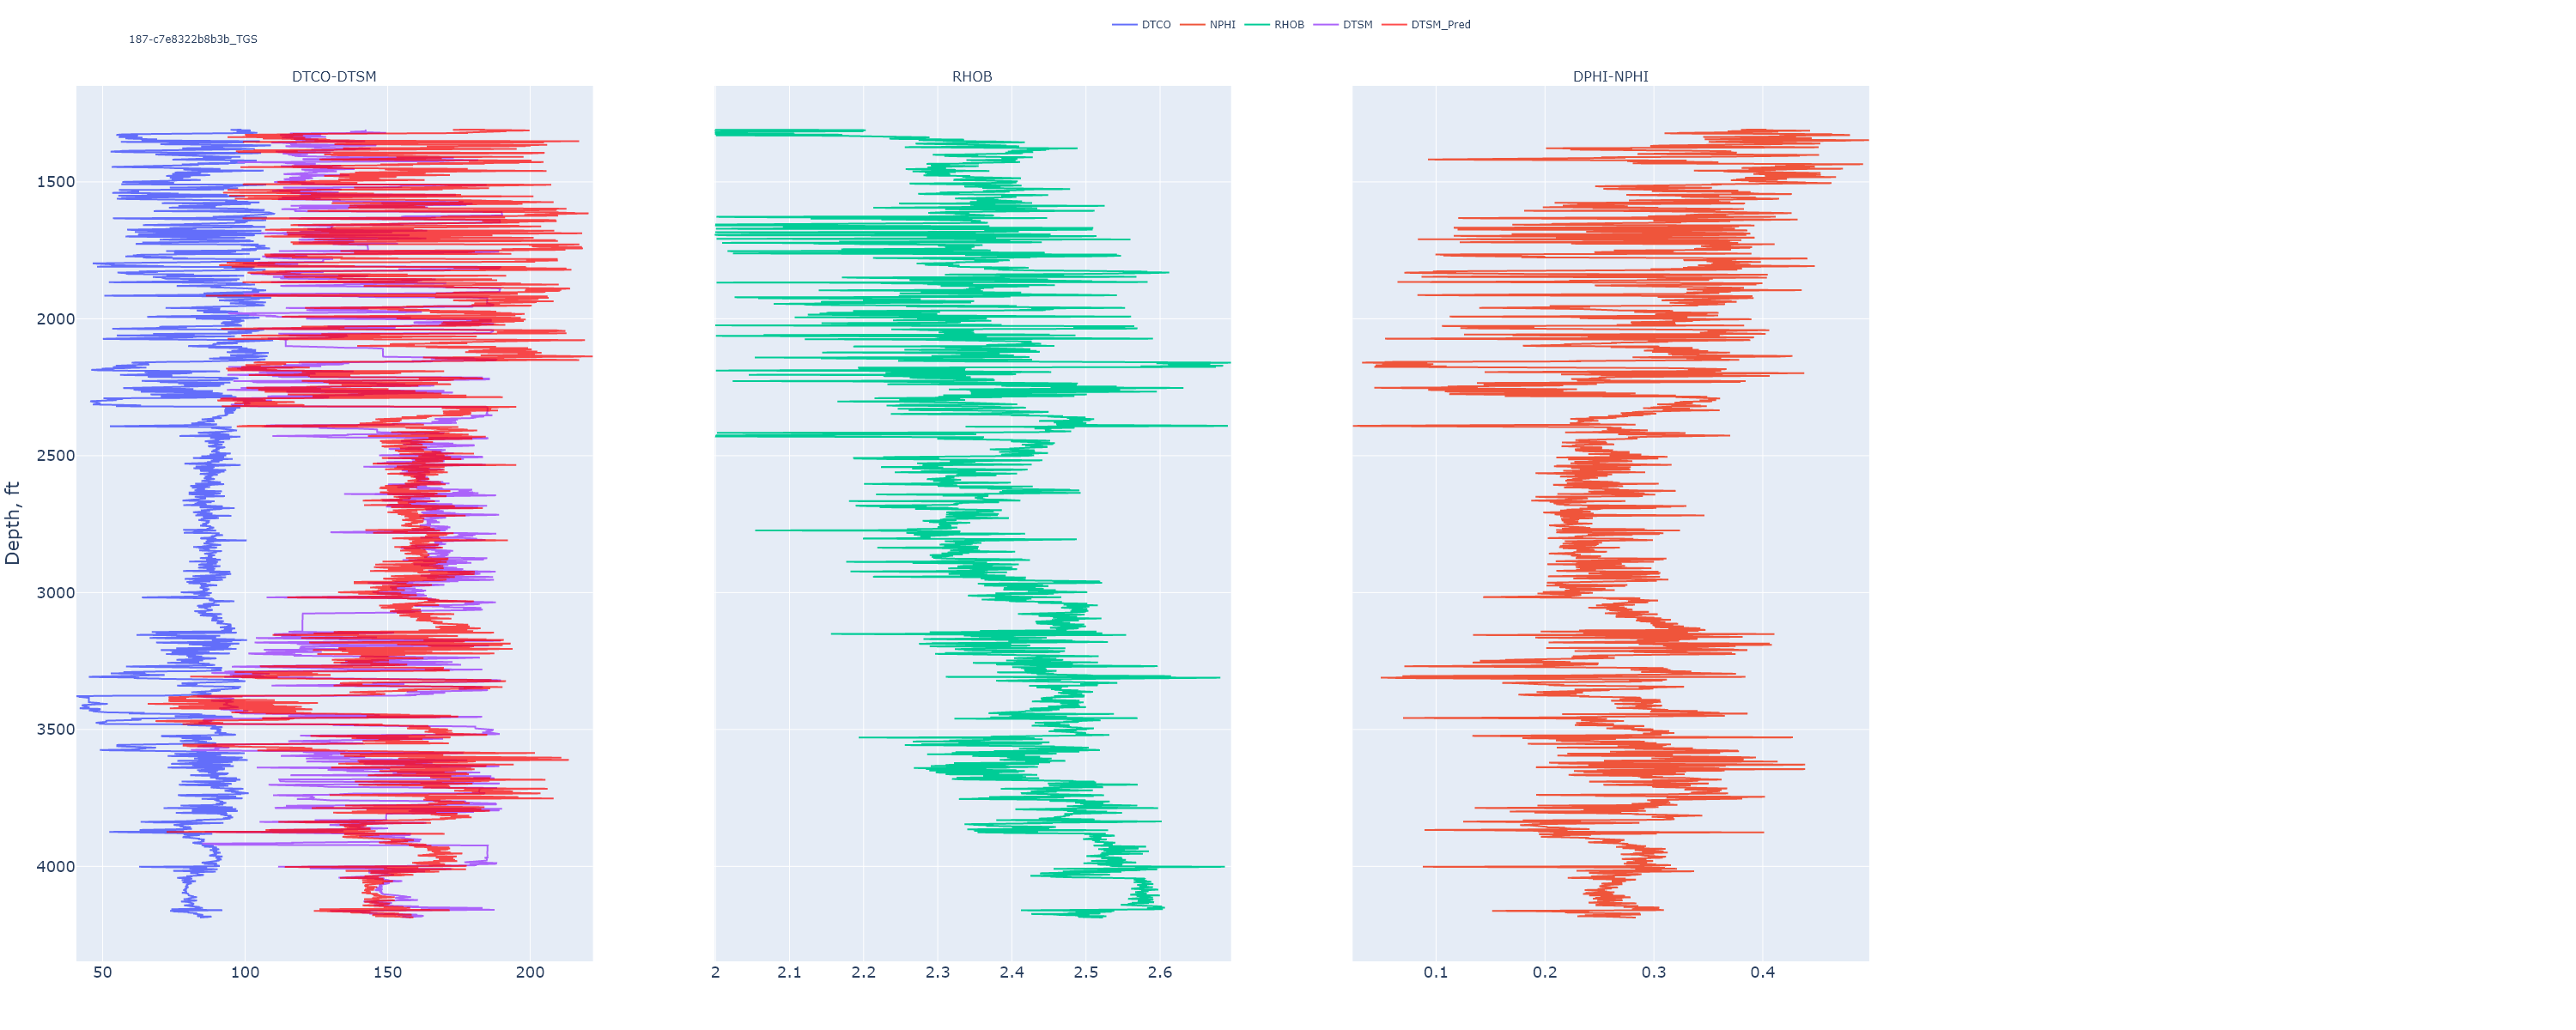 DTCO NPHI RHOB DTSM DTSM_Pred
187-c7e8322b8b3b_TGS
DTCO-DTSM RHOB DPHI-NPHI
Depth, ft
1500
2000
2500
3000
3500
4000
50 100 150 200 2 2.1 2.2 2.3 2.4 2.5 2.6 0.1 0.2 0.3 0.4